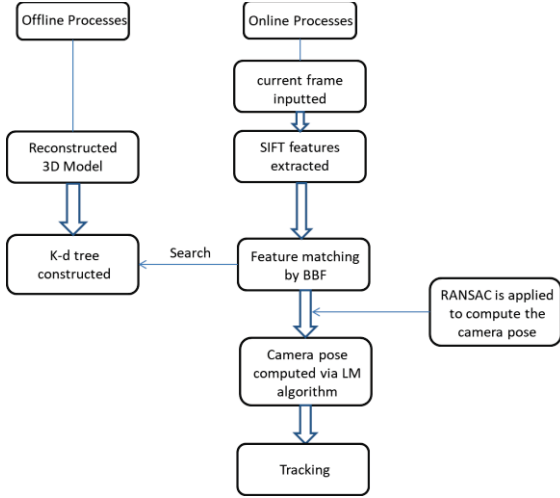 Offline Processes
Online Processes
current frame
inputted
Reconstructed
3D Model
SIFT features
extracted
K-d tree
constructed
Search
Feature matching
by BBF
RANSAC is applied
to compute the
camera pose
Camera pose
computed via LM
algorithm
Tracking